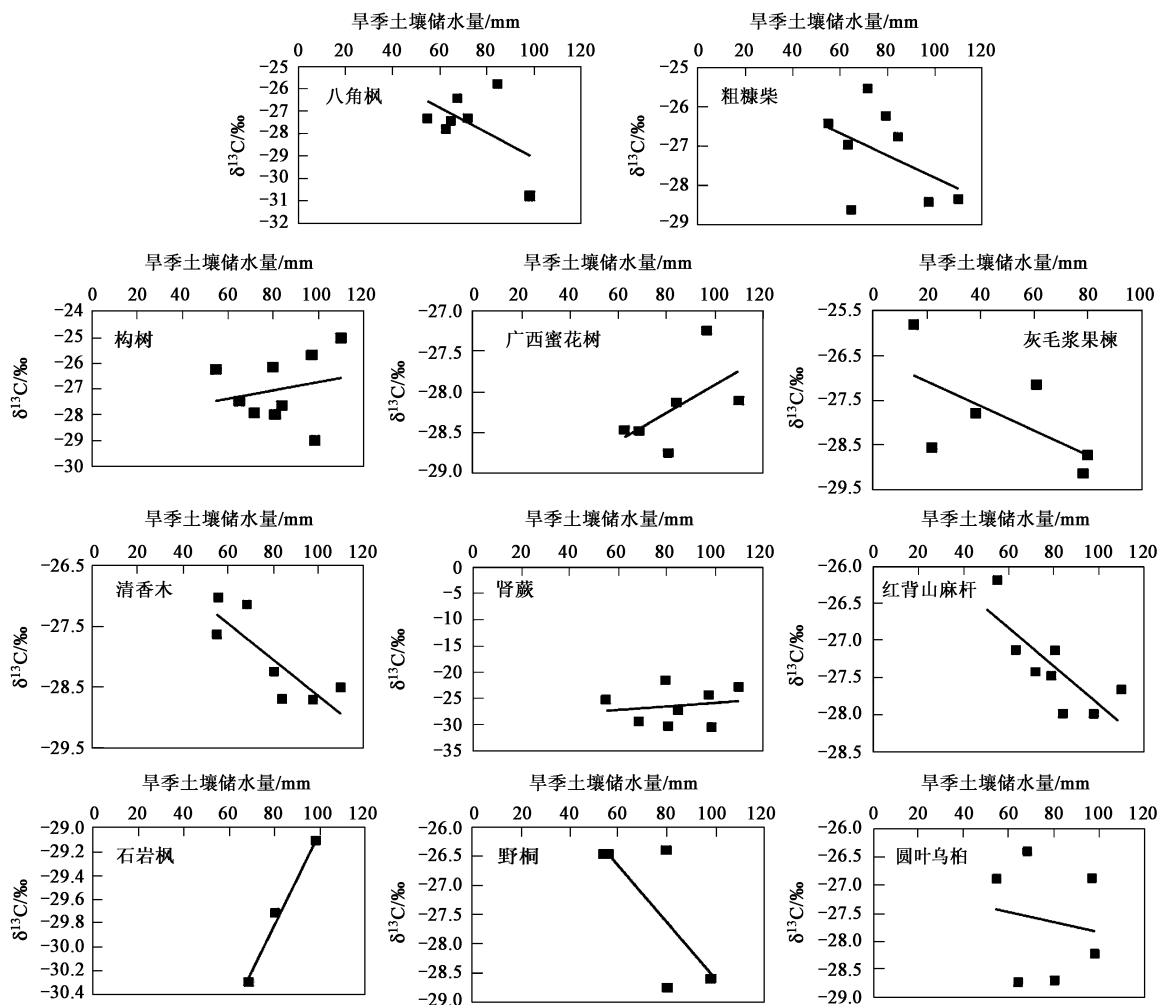 旱季土壤储水量/mm
0 20 40 60 80 100 120
八角枫
δ¹³C/‰
−25
−26
−27
−28
−29
−30
−31
−32
旱季土壤储水量/mm
0 20 40 60 80 100 120
粗糠柴
δ¹³C/‰
−25
−26
−27
−28
−29
旱季土壤储水量/mm
0 20 40 60 80 100 120
构树
δ¹³C/‰
−24
−25
−26
−27
−28
−29
−30
旱季土壤储水量/mm
0 20 40 60 80 100 120
广西蜜花树
δ¹³C/‰
−27.0
−27.5
−28.0
−28.5
−29.0
旱季土壤储水量/mm
0 20 40 60 80 100
灰毛浆果楝
δ¹³C/‰
−25.5
−26.5
−27.5
−28.5
−29.5
旱季土壤储水量/mm
0 20 40 60 80 100 120
清香木
δ¹³C/‰
−26.5
−27.5
−28.5
−29.5
旱季土壤储水量/mm
0 20 40 60 80 100 120
肾蕨
δ¹³C/‰
0
−5
−10
−15
−20
−25
−30
−35
旱季土壤储水量/mm
0 20 40 60 80 100 120
红背山麻杆
δ¹³C/‰
−26.0
−26.5
−27.0
−27.5
−28.0
−28.5
旱季土壤储水量/mm
0 20 40 60 80 100 120
石岩枫
δ¹³C/‰
−29.0
−29.2
−29.4
−29.6
−29.8
−30.0
−30.2
−30.4
旱季土壤储水量/mm
0 20 40 60 80 100 120
野桐
δ¹³C/‰
−26.0
−26.5
−27.0
−27.5
−28.0
−28.5
−29.0
旱季土壤储水量/mm
0 20 40 60 80 100 120
圆叶乌桕
δ¹³C/‰
−26.0
−26.5
−27.0
−27.5
−28.0
−28.5
−29.0